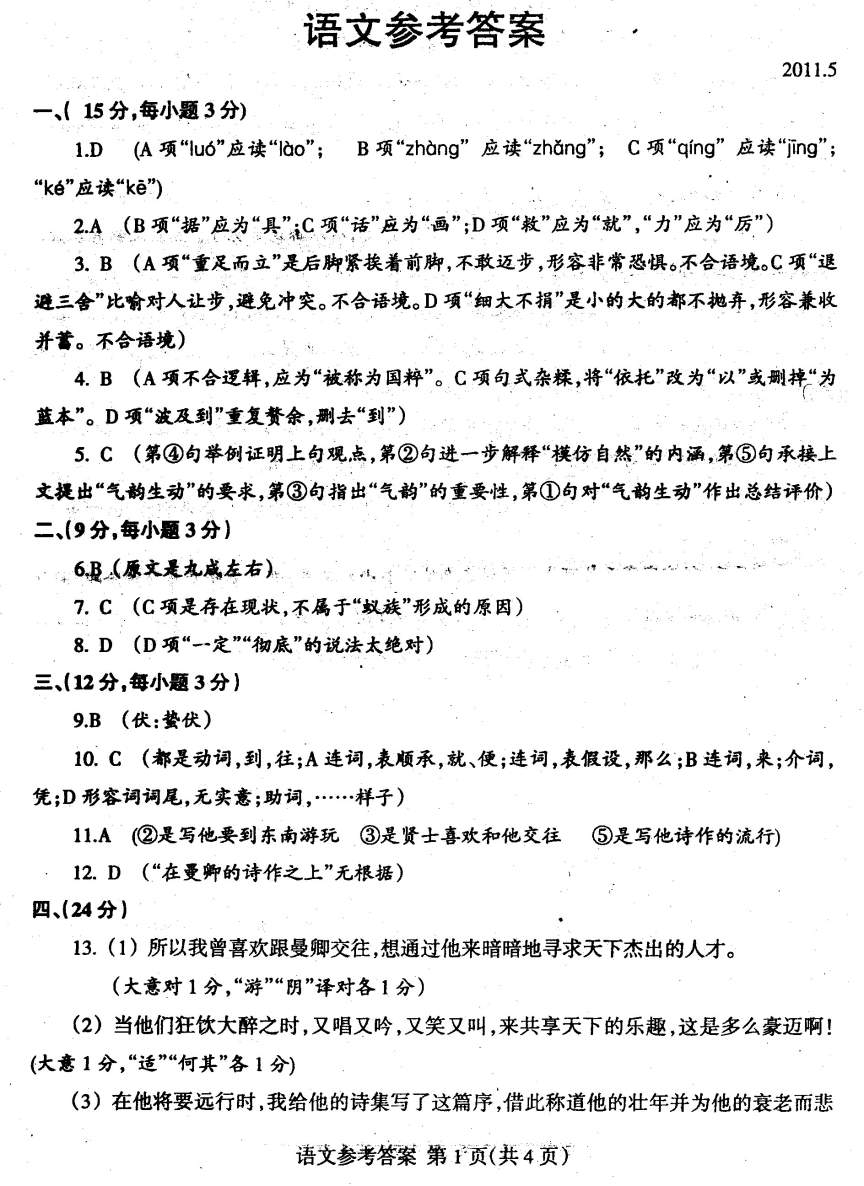 语文参考答案
2011.5
一、( 15分,每小题3分)
1.D (A项“luó”应读“lào”; B项“zhàng”应读“zhǎng”; C项“qíng”应读“jīng”;
“ké”应读“kē”)
2.A (B项“据”应为“具”;C项“话”应为“画”;D项“救”应为“就”,“力”应为“厉”)
3. B (A项“重足而立”是后脚紧挨着前脚,不敢迈步,形容非常恐惧。不合语境。C项“退
避三舍”比喻对人让步,避免冲突。不合语境。D项“细大不捐”是小的大的都不抛弃,形容兼收
并蓄。不合语境)
4. B (A项不合逻辑,应为“被称为国粹”。C项句式杂糅,将“依托”改为“以”或删掉“为
蓝本”。D项“波及到”重复赘余,删去“到”)
5. C (第④句举例证明上句观点,第②句进一步解释“模仿自然”的内涵,第⑤句承接上
文提出“气韵生动”的要求,第③句指出“气韵”的重要性,第①句对“气韵生动”作出总结评价)
二、(9分,每小题3分)
6.B (原文是九成左右)
7. C (C项是存在现状,不属于“蚁族”形成的原因)
8. D (D项“一定”“彻底”的说法太绝对)
三、(12分,每小题3分)
9.B (伏:蛰伏)
10. C (都是动词,到,往;A连词,表顺承,就、便;连词,表假设,那么;B连词,来;介词,
凭;D形容词词尾,无实意;助词,……样子)
11.A (②是写他要到东南游玩 ③是贤士喜欢和他交往 ⑤是写他诗作的流行)
12. D (“在曼卿的诗作之上”无根据)
四、(24分)
13. (1) 所以我曾喜欢跟曼卿交往,想通过他来暗暗地寻求天下杰出的人才。
(大意对1分,“游”“阴”译对各1分)
(2) 当他们狂饮大醉之时,又唱又吟,又笑又叫,来共享天下的乐趣,这是多么豪迈啊!
(大意1分,“适”“何其”各1分)
(3) 在他将要远行时,我给他的诗集写了这篇序,借此称道他的壮年并为他的衰老而悲
语文参考答案 第1页(共4页)